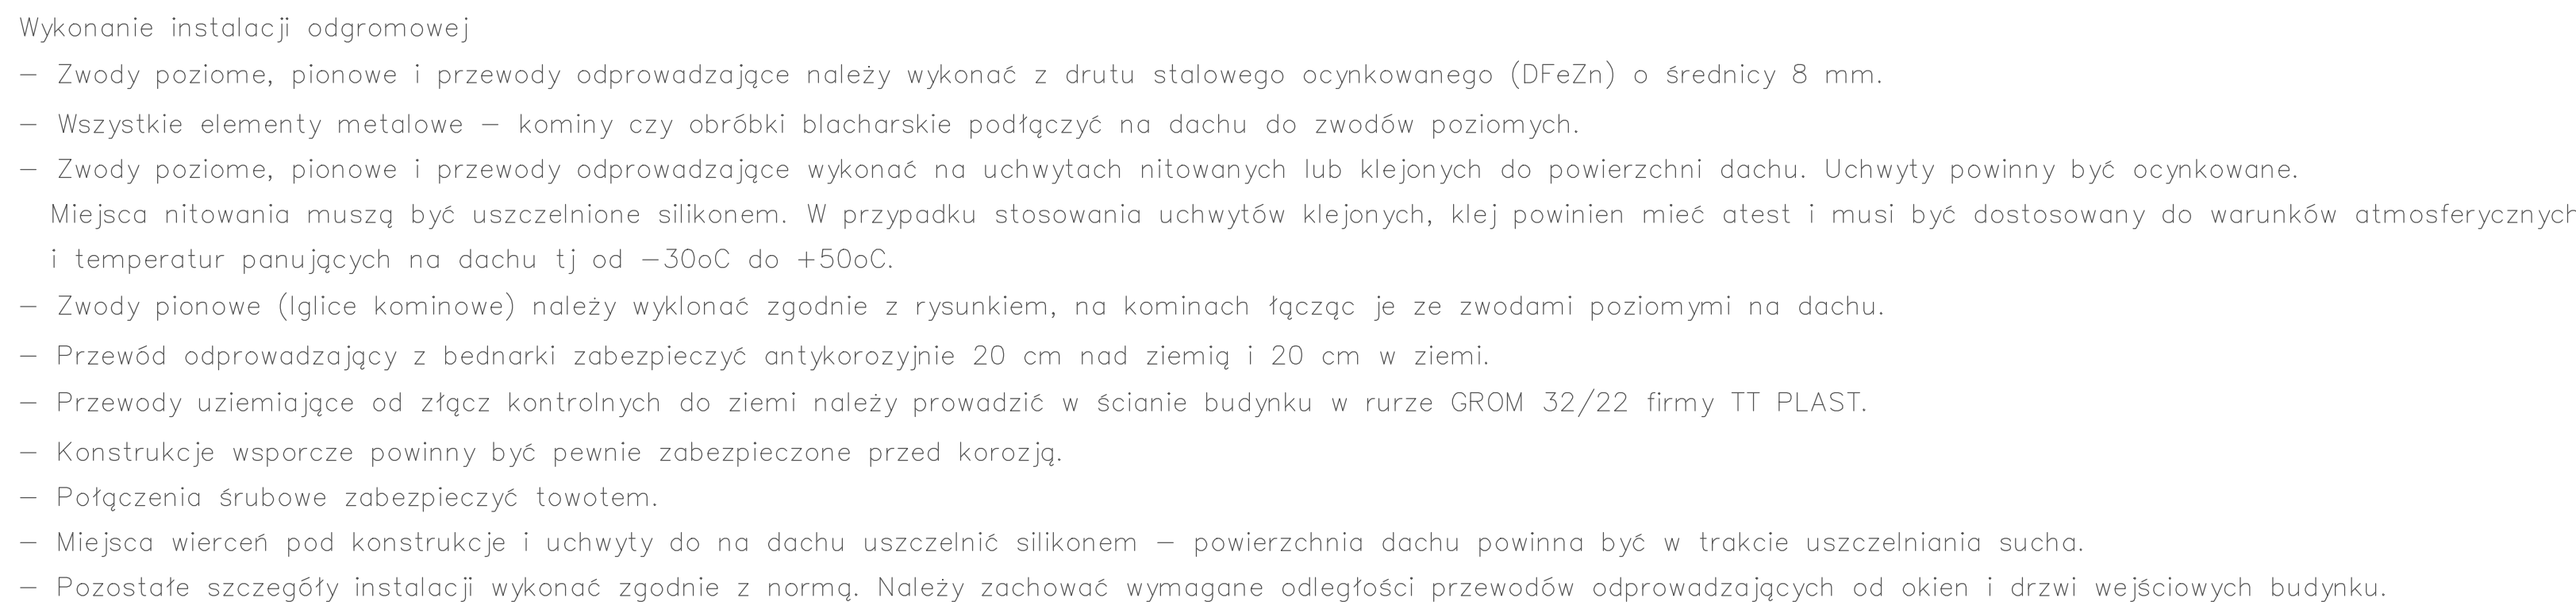 Wykonanie instalacji odgromowej
– Zwody poziome, pionowe i przewody odprowadzające należy wykonać z drutu stalowego ocynkowanego (DFeZn) o średnicy 8 mm.
– Wszystkie elementy metalowe – kominy czy obróbki blacharskie podłączyć na dachu do zwodów poziomych.
– Zwody poziome, pionowe i przewody odprowadzające wykonać na uchwytach nitowanych lub klejonych do powierzchni dachu. Uchwyty powinny być ocynkowane.
Miejsca nitowania muszą być uszczelnione silikonem. W przypadku stosowania uchwytów klejonych, klej powinien mieć atest i musi być dostosowany do warunków atmosferycznych
i temperatur panujących na dachu tj od –30oC do +50oC.
– Zwody pionowe (Iglice kominowe) należy wyklonać zgodnie z rysunkiem, na kominach łącząc je ze zwodami poziomymi na dachu.
– Przewód odprowadzający z bednarki zabezpieczyć antykorozyjnie 20 cm nad ziemią i 20 cm w ziemi.
– Przewody uziemiające od złącz kontrolnych do ziemi należy prowadzić w ścianie budynku w rurze GROM 32/22 firmy TT PLAST.
– Konstrukcje wsporcze powinny być pewnie zabezpieczone przed korozją.
– Połączenia śrubowe zabezpieczyć towotem.
– Miejsca wierceń pod konstrukcje i uchwyty do na dachu uszczelnić silikonem – powierzchnia dachu powinna być w trakcie uszczelniania sucha.
– Pozostałe szczegóły instalacji wykonać zgodnie z normą. Należy zachować wymagane odległości przewodów odprowadzających od okien i drzwi wejściowych budynku.